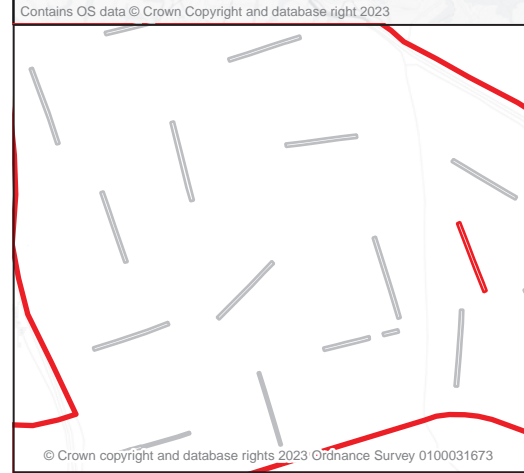 Contains OS data © Crown Copyright and database right 2023
© Crown copyright and database rights 2023 Ordnance Survey 0100031673